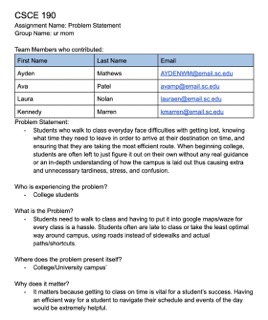 CSCE 190
Assignment Name: Problem Statement
Group Name: ur mom
Team Members who contributed:
First Name Last Name Email
Ayden Mathews AYDENWM@email.sc.edu
Ava Patel avamp@email.sc.edu
Laura Nolan lauraen@email.sc.edu
Kennedy Marren kmarren@email.sc.edu
Problem Statement:
- Students who walk to class everyday face difficulties with getting lost, knowing
what time they need to leave in order to arrive at their destination on time, and
ensuring that they are taking the most efficient route. When beginning college,
students are often left to just figure it out on their own without any real guidance
or an in-depth understanding of how the campus is laid out thus causing extra
and unnecessary tardiness, stress, and confusion.
Who is experiencing the problem?
- College students
What is the Problem?
- Students need to walk to class and having to put it into google maps/waze for
every class is a hassle. Students often are late to class or take the least optimal
way around campus, using roads instead of sidewalks and actual
paths/shortcuts.
Where does the problem present itself?
- College/University campus'
Why does it matter?
- It matters because getting to class on time is vital for a student's success. Having
an efficient way for a student to navigate their schedule and events of the day
would be extremely helpful.